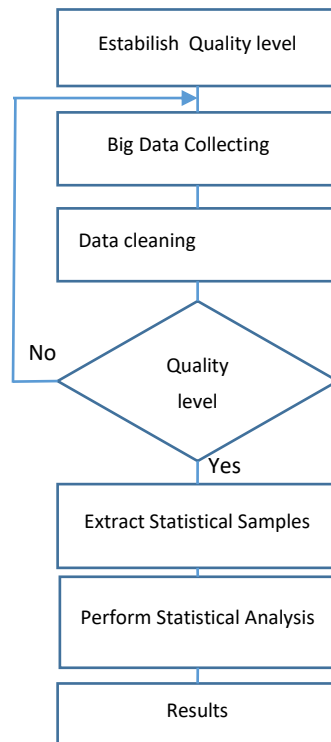 Estabilish Quality level
Big Data Collecting
Data cleaning
No
Quality
level
Yes
Extract Statistical Samples
Perform Statistical Analysis
Results